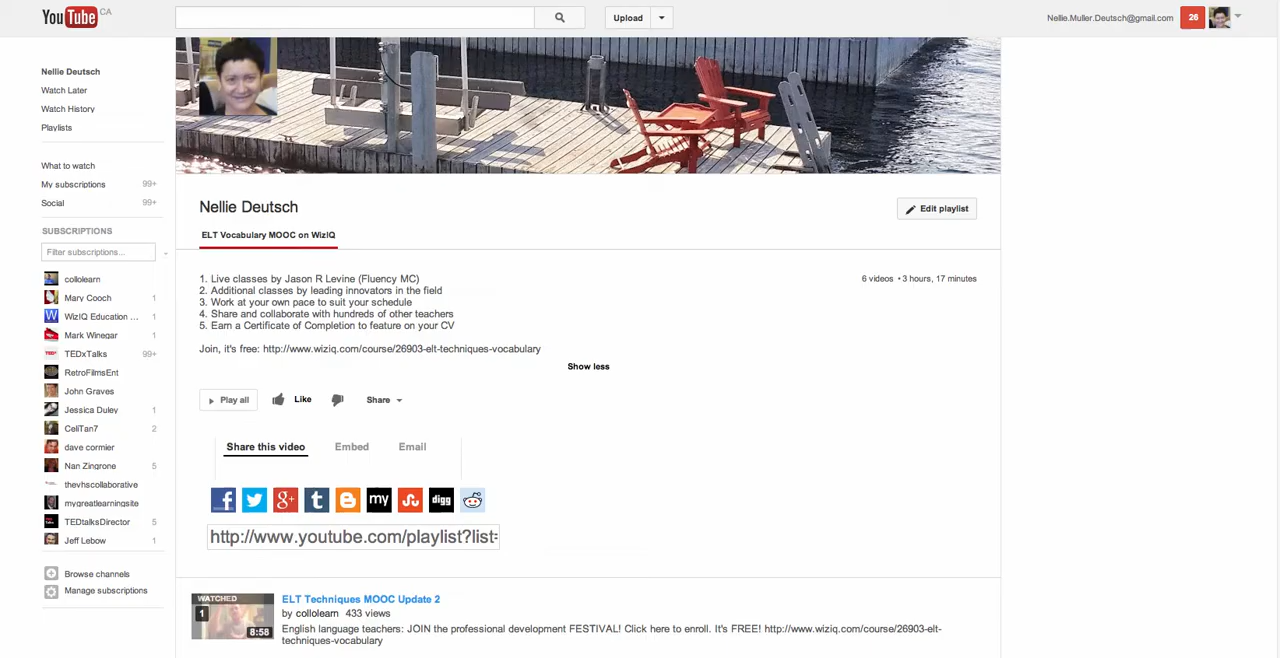 YouTube CA
Upload
Nellie.Muller.Deutsch@gmail.com
26
Nellie Deutsch
Watch Later
Watch History
Playlists
What to watch
My subscriptions 99+
Social 99+
SUBSCRIPTIONS
Filter subscriptions...
collolearn
Mary Cooch 1
WizIQ Education ... 1
Mark Winegar 1
TEDxTalks 99+
RetroFilmsEnt
John Graves
Jessica Duley 1
CeliTan7 2
dave cormier
Nan Zingrone 5
thevhscollaborative
mygreatlearningsite
TEDtalksDirector 5
Jeff Lebow 1
Browse channels
Manage subscriptions
Nellie Deutsch
Edit playlist
ELT Vocabulary MOOC on WizIQ
1. Live classes by Jason R Levine (Fluency MC)
6 videos • 3 hours, 17 minutes
2. Additional classes by leading innovators in the field
3. Work at your own pace to suit your schedule
4. Share and collaborate with hundreds of other teachers
5. Earn a Certificate of Completion to feature on your CV
Join, it's free: http://www.wiziq.com/course/26903-elt-techniques-vocabulary
Show less
Play all
Like
Share
Share this video Embed Email
f g+ t my digg
http://www.youtube.com/playlist?list=
WATCHED
1
8:58
ELT Techniques MOOC Update 2
by collolearn 433 views
English language teachers: JOIN the professional development FESTIVAL! Click here to enroll. It's FREE! http://www.wiziq.com/course/26903-elt-
techniques-vocabulary